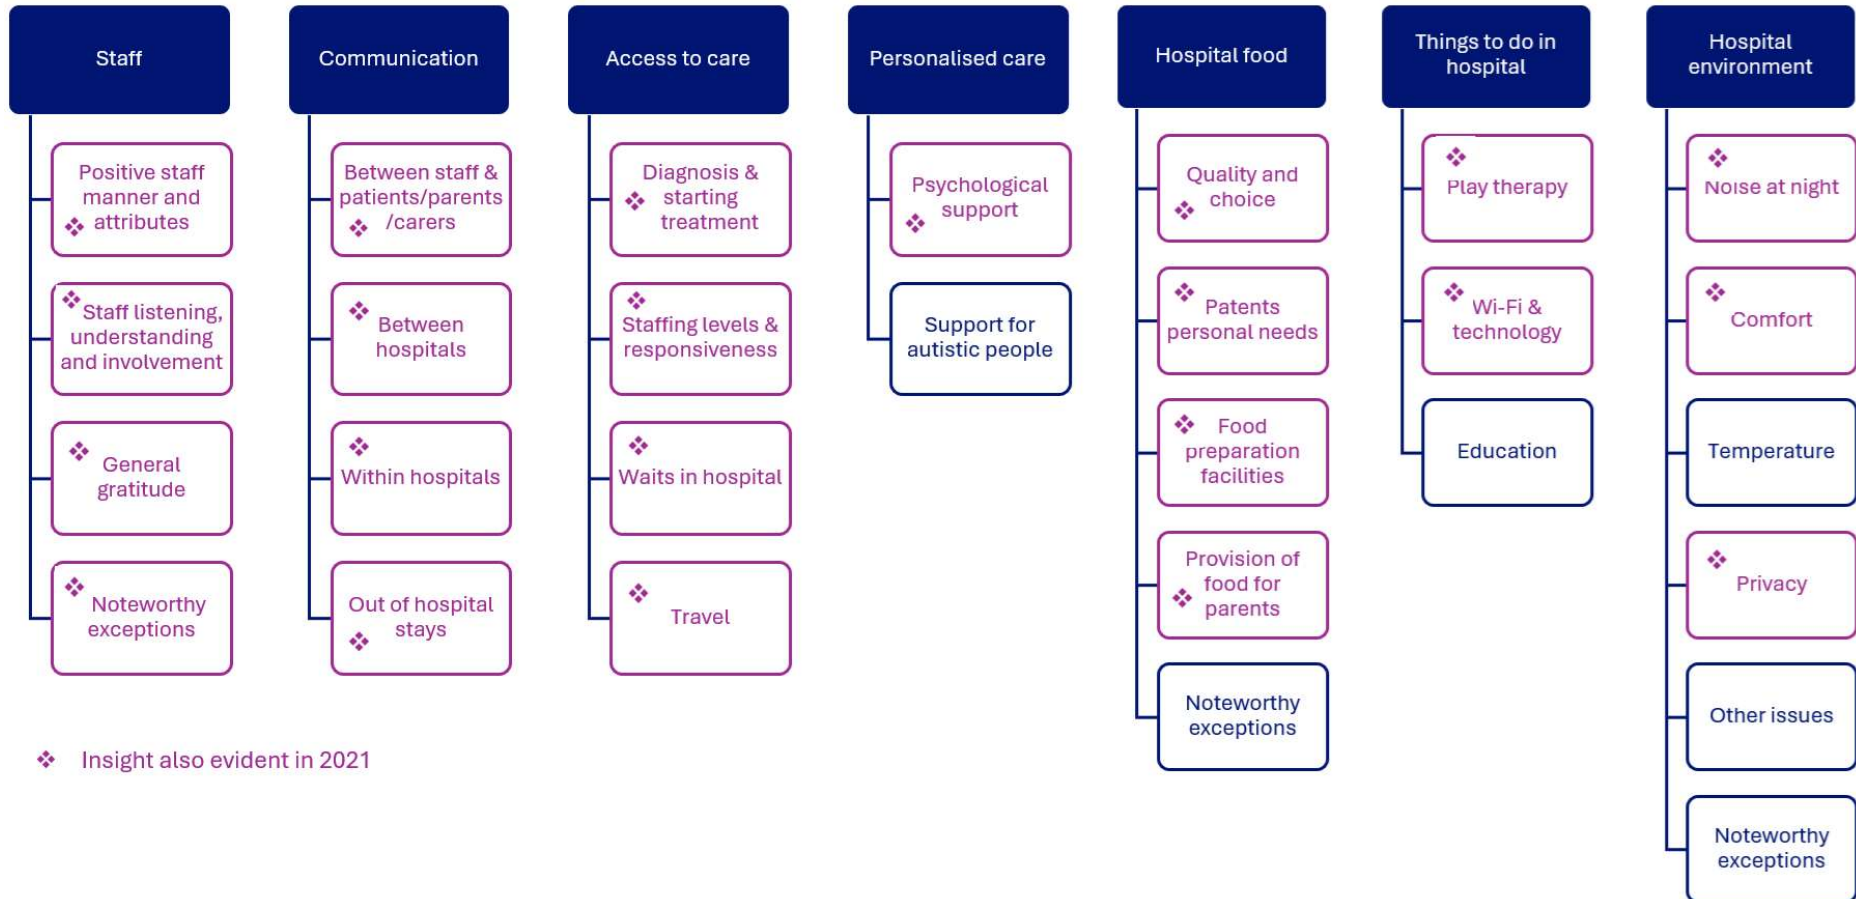 Staff
Positive staff
manner and
attributes
Staff listening,
understanding
and involvement
General
gratitude
Noteworthy
exceptions
Communication
Between staff &
patients/parents
/carers
Between
hospitals
Within hospitals
Out of hospital
stays
Access to care
Diagnosis &
starting
treatment
Staffing levels &
responsiveness
Waits in hospital
Travel
Personalised care
Psychological
support
Support for
autistic people
Hospital food
Quality and
choice
Patents
personal needs
Food
preparation
facilities
Provision of
food for
parents
Noteworthy
exceptions
Things to do in
hospital
Play therapy
Wi-Fi &
technology
Education
Hospital
environment
Noise at night
Comfort
Temperature
Privacy
Other issues
Noteworthy
exceptions
❖ Insight also evident in 2021